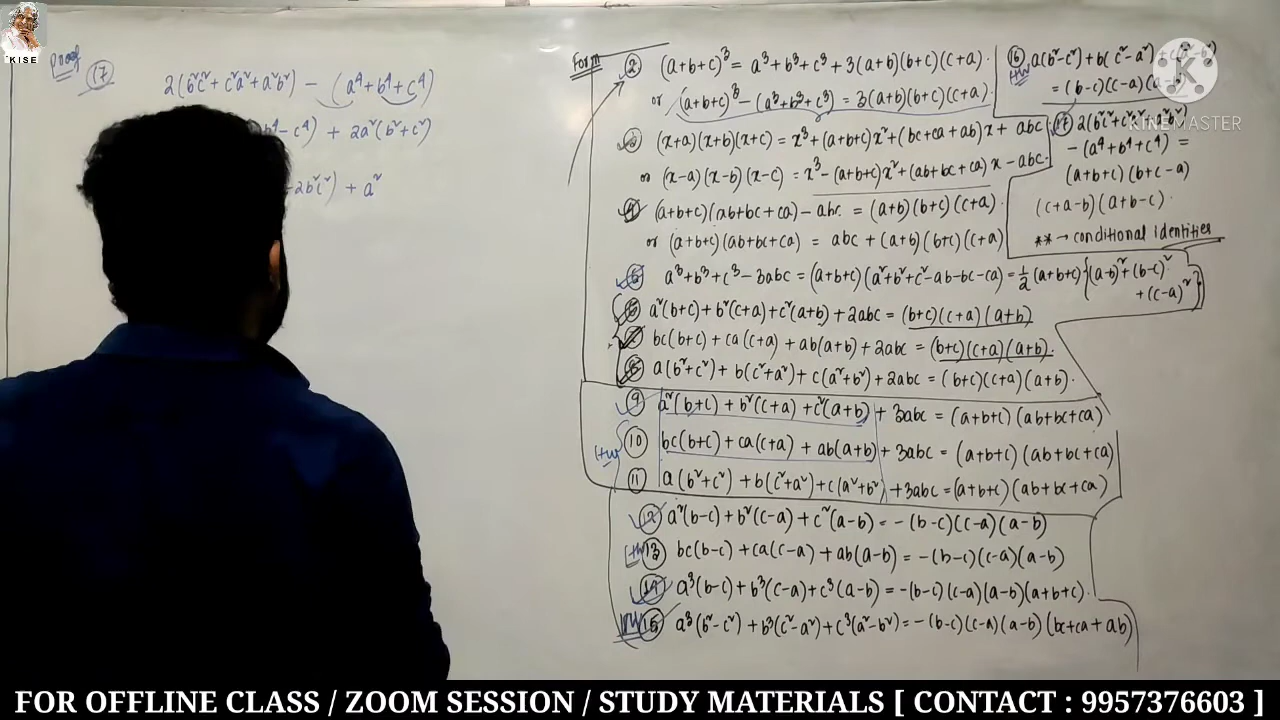 KISE
Proof
(17)
2(b²c²+c²a²+a²b²) - (a⁴+b⁴+c⁴)
b⁴-c⁴) + 2a²(b²+c²)
-2b²c²) + a²
Form
(2) (a+b+c)³ = a³+b³+c³+3(a+b)(b+c)(c+a).
or (a+b+c)³-(a³+b³+c³) = 3(a+b)(b+c)(c+a).
(x+a)(x+b)(x+c) = x³+(a+b+c)x²+(bc+ca+ab)x+abc
or (x-a)(x-b)(x-c) = x³-(a+b+c)x²+(ab+bc+ca)x-abc.
(4) (a+b+c)(ab+bc+ca)-abc = (a+b)(b+c)(c+a).
or (a+b+c)(ab+bc+ca) = abc+(a+b)(b+c)(c+a)
a³+b³+c³-3abc = (a+b+c)(a²+b²+c²-ab-bc-ca) = ½(a+b+c){(a-b)²+(b-c)²
+(c-a)²}
a²(b+c)+b²(c+a)+c²(a+b)+2abc = (b+c)(c+a)(a+b)
bc(b+c)+ca(c+a)+ab(a+b)+2abc = (b+c)(c+a)(a+b).
(8) a(b²+c²)+b(c²+a²)+c(a²+b²)+2abc = (b+c)(c+a)(a+b).
(9) a²(b+c)+b²(c+a)+c²(a+b)+3abc = (a+b+c)(ab+bc+ca)
HW (10) bc(b+c)+ca(c+a)+ab(a+b)+3abc = (a+b+c)(ab+bc+ca)
(11) a(b²+c²)+b(c²+a²)+c(a²+b²)+3abc = (a+b+c)(ab+bc+ca)
(12) a²(b-c)+b²(c-a)+c²(a-b) = -(b-c)(c-a)(a-b)
HW (13) bc(b-c)+ca(c-a)+ab(a-b) = -(b-c)(c-a)(a-b)
(14) a³(b-c)+b³(c-a)+c³(a-b) = -(b-c)(c-a)(a-b)(a+b+c).
HW (15) a³(b²-c²)+b³(c²-a²)+c³(a²-b²) = -(b-c)(c-a)(a-b)(bc+ca+ab)
(16) a(b²-c²)+b(c²-a²)+c(a²-b²)
HW = (b-c)(c-a)(a-b)
KINEMASTER
(17) 2(b²c²+c²a²+a²b²)
-(a⁴+b⁴+c⁴) =
(a+b+c)(b+c-a)
(c+a-b)(a+b-c).
** → conditional identities
FOR OFFLINE CLASS / ZOOM SESSION / STUDY MATERIALS [ CONTACT : 9957376603 ]